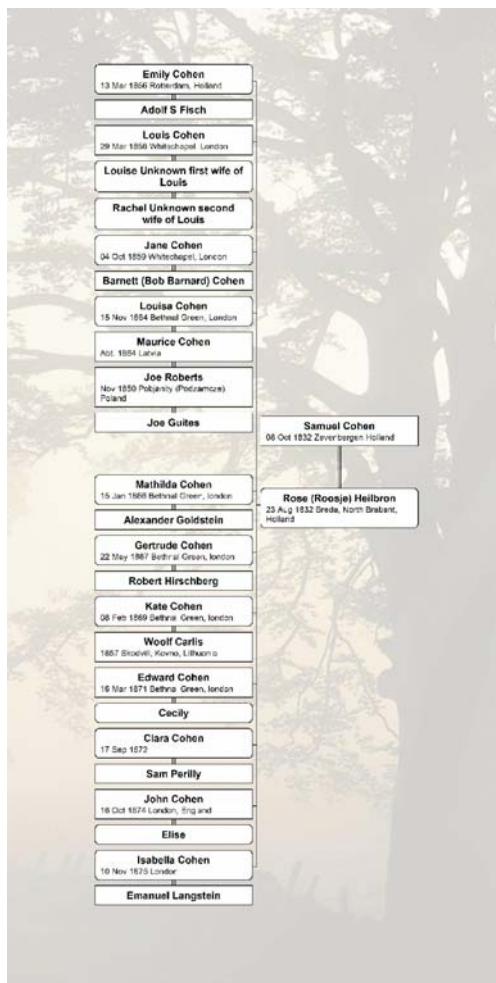 Emily Cohen
13 Mar 1856 Rotterdam, Holland
Adolf S Fisch
Louis Cohen
29 Mar 1858 Whitechapel, London
Louise Unknown first wife of
Louis
Rachel Unknown second
wife of Louis
Jane Cohen
04 Oct 1859 Whitechapel, London
Barnett (Bob Barnard) Cohen
Louisa Cohen
15 Nov 1864 Bethnal Green, London
Maurice Cohen
Abt. 1864 Latvia
Joe Roberts
Nov 1850 (Podzamcze)
Poland
Joe Guites
Samuel Cohen
08 Oct 1832 Zevenbergen Holland
Mathilda Cohen
15 Jan 1866 Bethnal Green, london
Rose (Roosje) Heilbron
23 Aug 1832 Breda, North Brabant,
Holland
Alexander Goldstein
Gertrude Cohen
22 May 1867 Bethnal Green, london
Robert Hirschberg
Kate Cohen
08 Feb 1869 Bethnal Green, london
Woolf Carlis
1867 Kovno, Lithuania
Edward Cohen
16 Mar 1871 Bethnal Green, london
Cecily
Clara Cohen
17 Sep 1872
Sam Perilly
John Cohen
16 Oct 1874 London, England
Elise
Isabella Cohen
10 Nov 1875 London
Emanuel Langstein